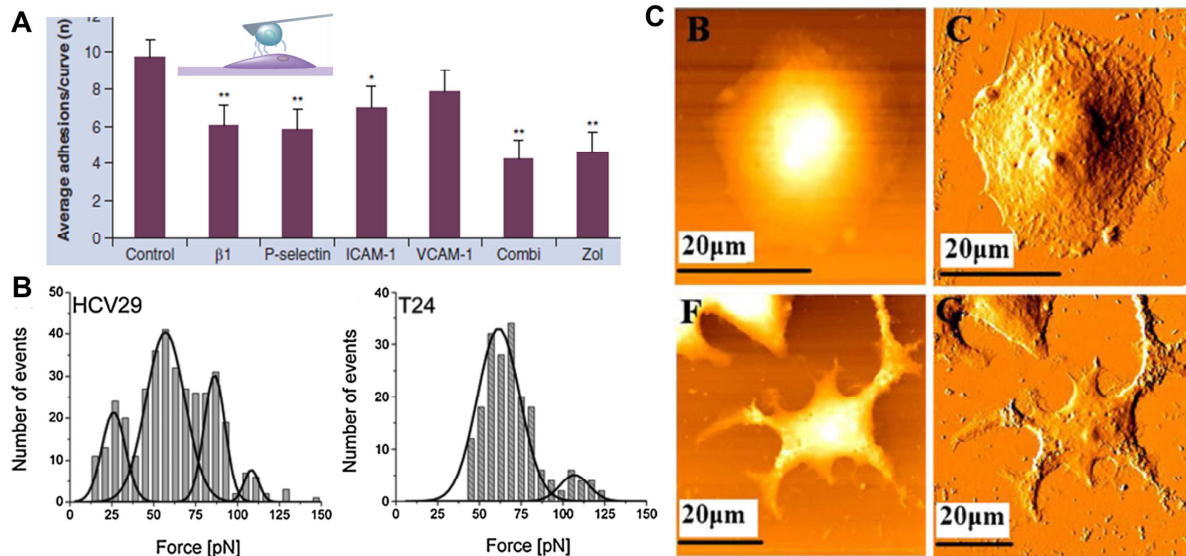 A
Average adhesions/curve (n)
12
10
8
6
4
2
0
**
**
*
**
**
Control
β1
P-selectin
ICAM-1
VCAM-1
Combi
Zol
B
HCV29
Number of events
50
40
30
20
10
0
0
25
50
75
100
125
150
Force [pN]
T24
Number of events
40
30
20
10
0
0
25
50
75
100
125
150
Force [pN]
C
B
20μm
C
20μm
F
20μm
G
20μm